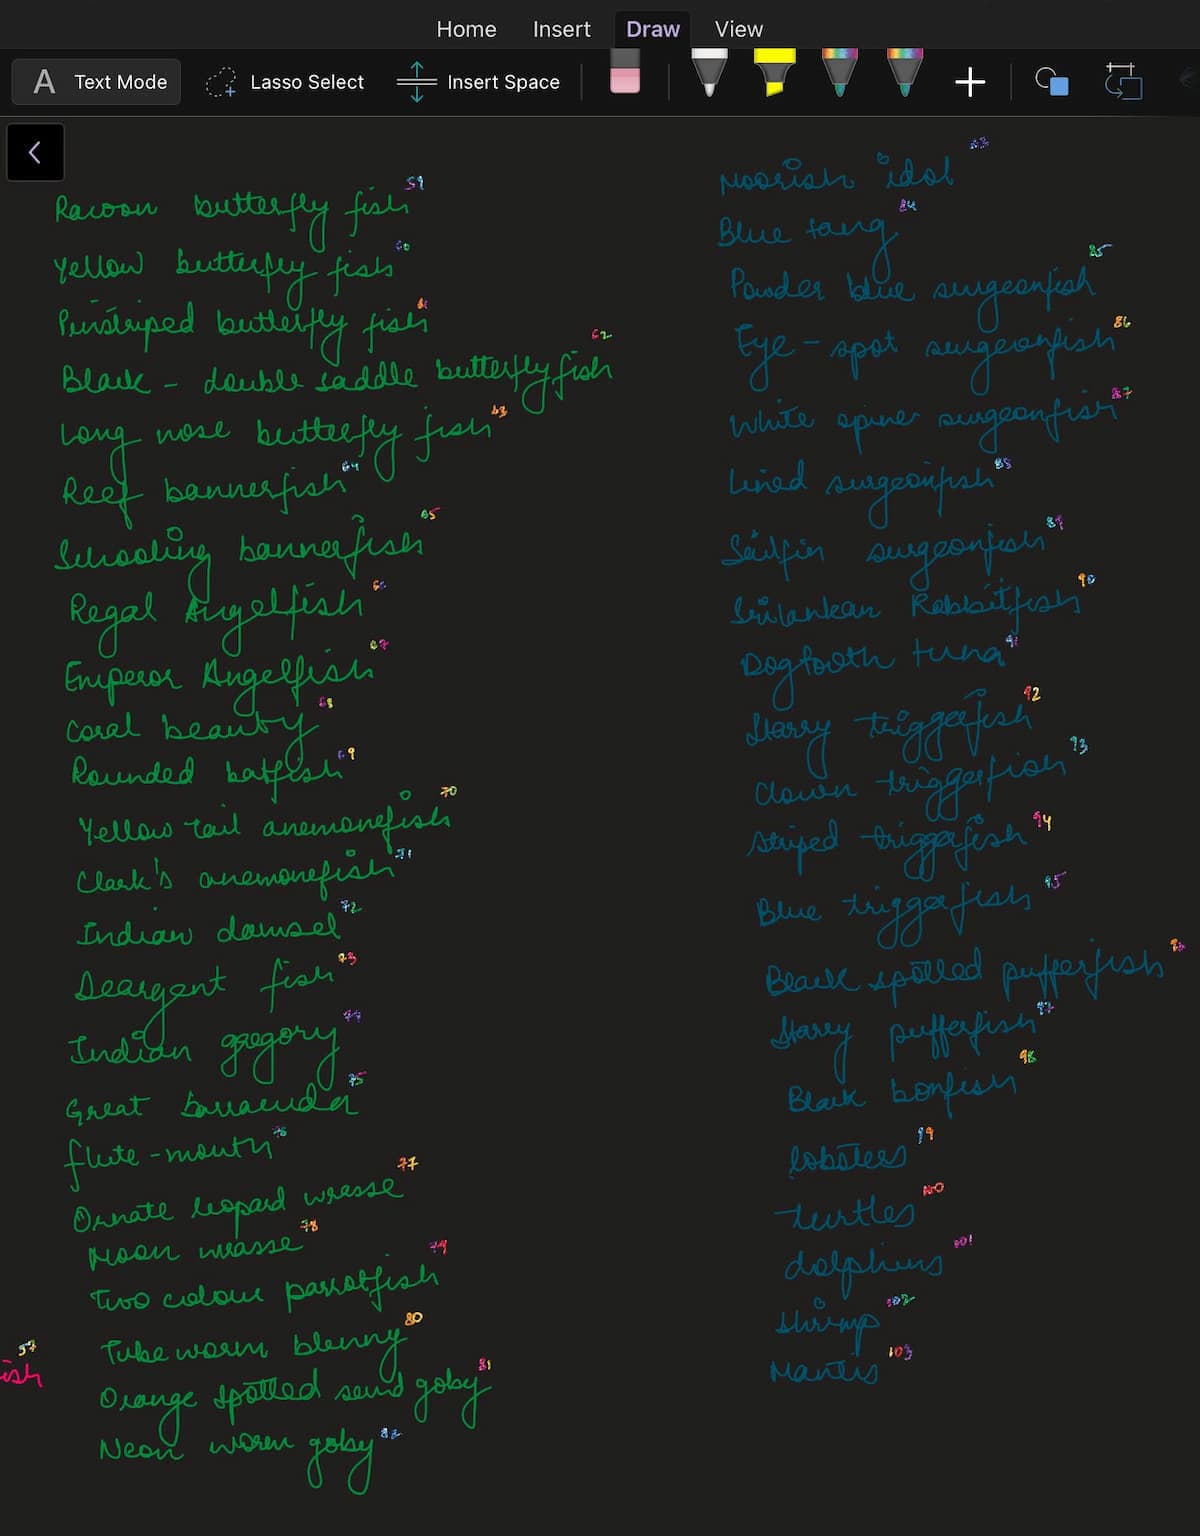 Home Insert Draw View
A Text Mode Lasso Select Insert Space
Racoon butterfly fish 59
Yellow butterfly fish 60
Pinstriped butterfly fish 61
Black - double saddle butterfly fish 62
Long nose butterfly fish 63
Reef bannerfish 64
Schooling bannerfish 65
Regal Angelfish 66
Emperor Angelfish 67
Coral beauty 68
Rounded batfish 69
Yellow tail anemonefish 70
Clark's anemonefish 71
Indian damsel 72
Seargent fish 73
Indian gregory 74
Great barracuda 75
flute-mouth 76
Ornate leopard wrasse 77
Moon wrasse 78
Two colour parrotfish 79
Tube worm blenny 80
Orange spotted sand goby 81
Neon worm goby 82
ish 57
Moorish idol 83
Blue tang 84
Powder blue surgeonfish 85
Eye-spot surgeonfish 86
White spine surgeonfish 87
Lined surgeonfish 88
Sailfin surgeonfish 89
Srilankan Rabbitfish 90
Dogtooth tuna 91
Starry triggerfish 92
Clown triggerfish 93
Striped triggerfish 94
Blue triggerfish 95
Black spotted pufferfish 96
Starry pufferfish 97
Black bonfish 98
lobsters 99
turtles 100
dolphins 101
shrimp 102
Mantis 103